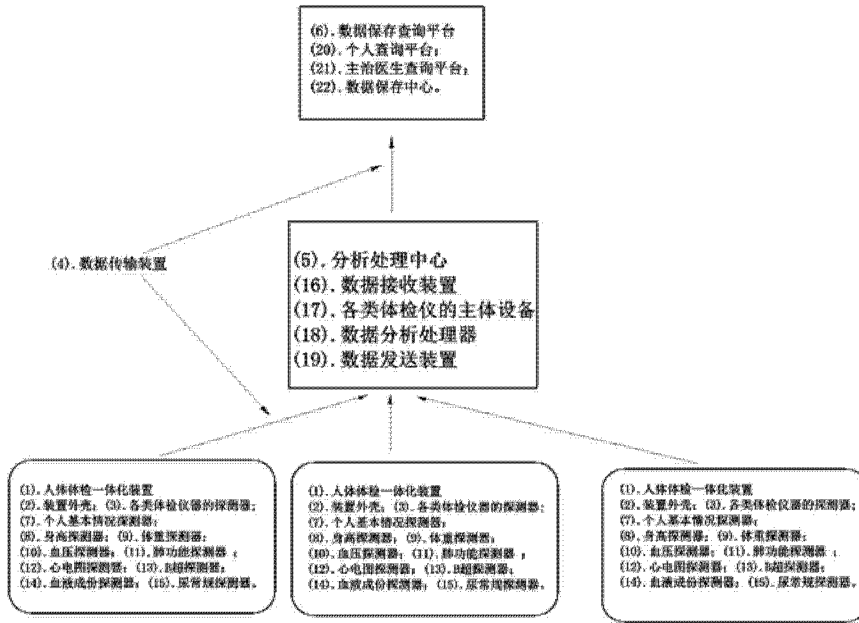 (6). 数据保存查询平台
(20). 个人查询平台；
(21). 主治医生查询平台；
(22). 数据保存中心。
(4). 数据传输装置
(5). 分析处理中心
(16). 数据接收装置
(17). 各类体检仪的主体设备
(18). 数据分析处理器
(19). 数据发送装置
(1). 人体体检一体化装置
(2). 装置外壳；(3). 各类体检仪器的探测器；
(7). 个人基本情况探测器；
(8). 身高探测器； (9). 体重探测器；
(10). 血压探测器； (11). 肺功能探测器 ；
(12). 心电图探测器； (13). B超探测器；
(14). 血液成份探测器； (15). 尿常规探测器。
(1). 人体体检一体化装置
(2). 装置外壳；(3). 各类体检仪器的探测器；
(7). 个人基本情况探测器；
(8). 身高探测器； (9). 体重探测器；
(10). 血压探测器； (11). 肺功能探测器 ；
(12). 心电图探测器； (13). B超探测器；
(14). 血液成份探测器； (15). 尿常规探测器。
(1). 人体体检一体化装置
(2). 装置外壳；(3). 各类体检仪器的探测器；
(7). 个人基本情况探测器；
(8). 身高探测器； (9). 体重探测器；
(10). 血压探测器； (11). 肺功能探测器 ；
(12). 心电图探测器； (13). B超探测器；
(14). 血液成份探测器； (15). 尿常规探测器。